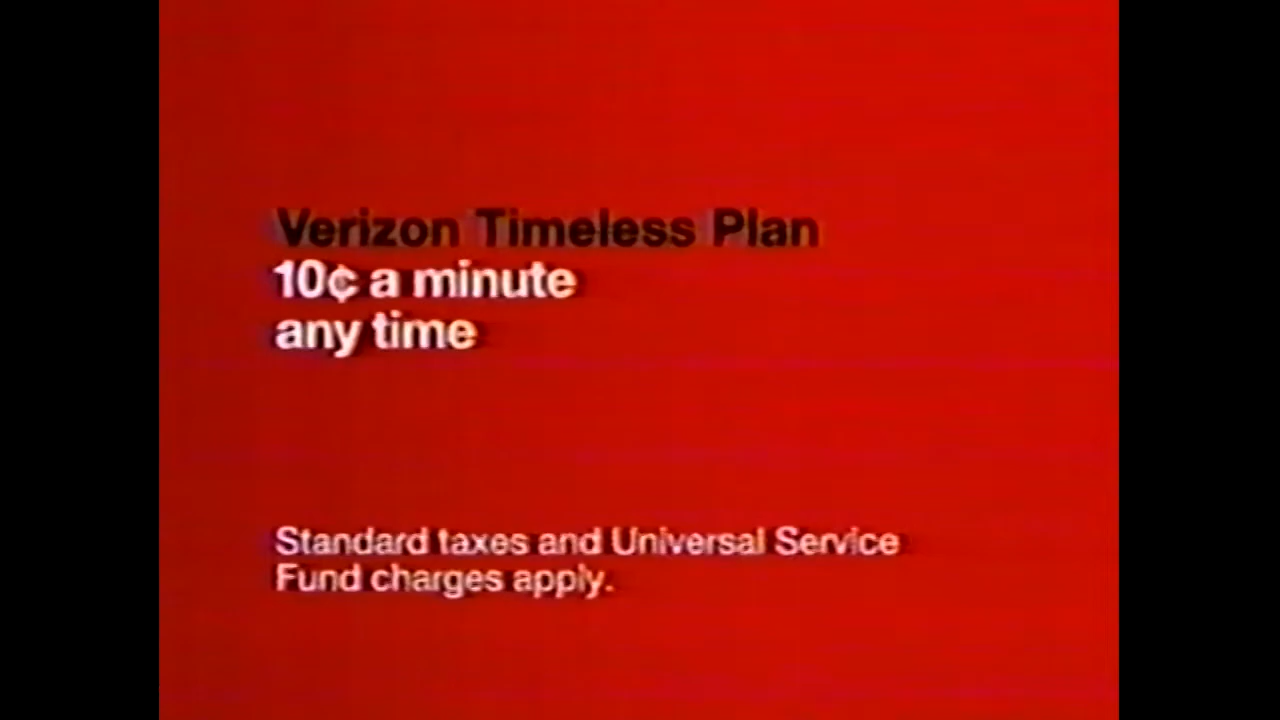 Verizon Timeless Plan
10¢ a minute
any time
Standard taxes and Universal Service
Fund charges apply.